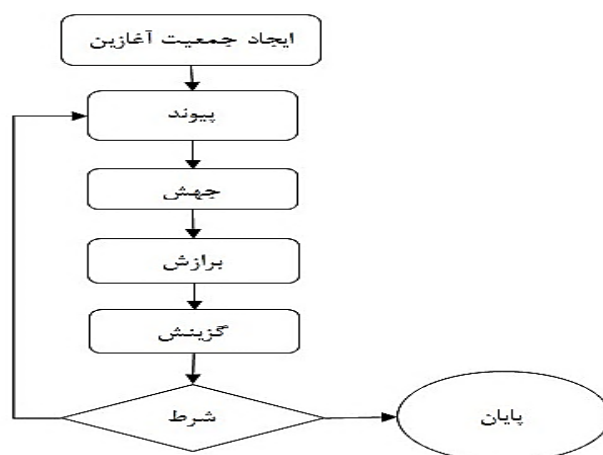 ایجاد جمعیت آغازین
پیوند
جهش
برازش
گزینش
شرط
پایان